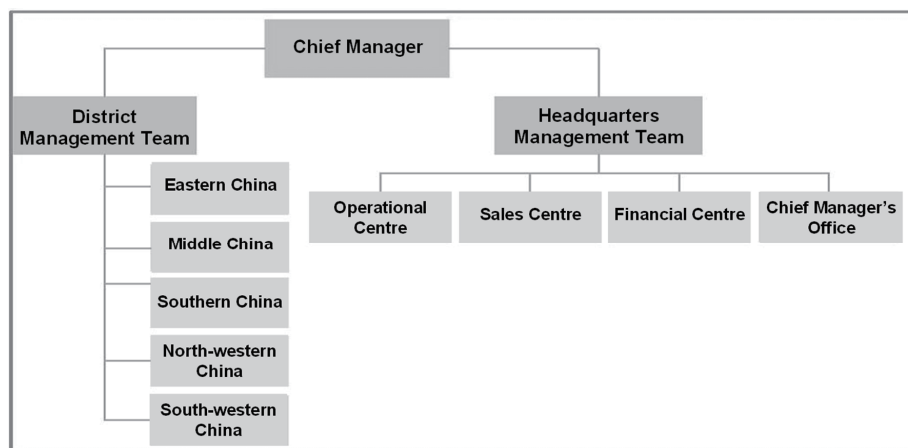 Chief Manager
District
Management Team
Headquarters
Management Team
Eastern China
Middle China
Southern China
North-western
China
South-western
China
Operational
Centre
Sales Centre
Financial Centre
Chief Manager’s
Office